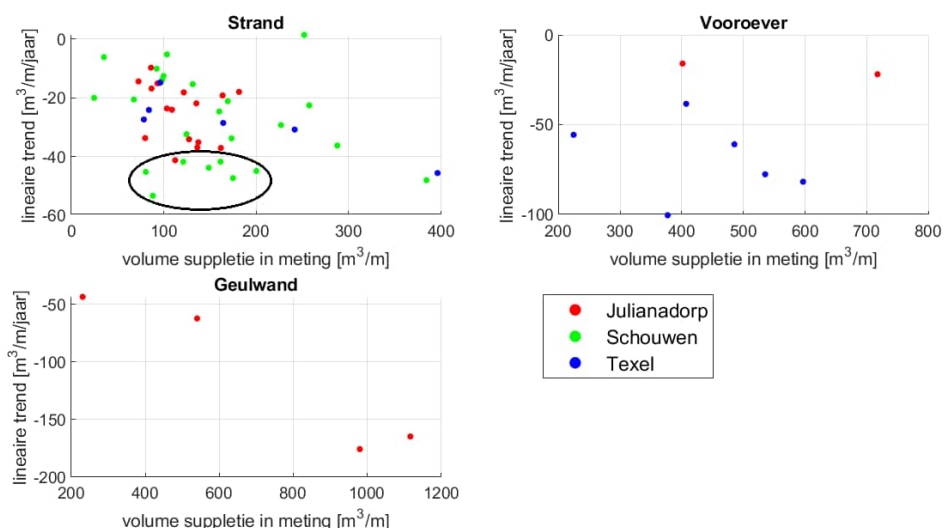 Strand
0
-20
-40
-60
0
100
200
300
400
lineaire trend [m³/m/jaar]
volume suppletie in meting [m³/m]
Vooroever
0
-50
-100
200
300
400
500
600
700
800
lineaire trend [m³/m/jaar]
volume suppletie in meting [m³/m]
Geulwand
-50
-100
-150
-200
200
400
600
800
1000
1200
lineaire trend [m³/m/jaar]
volume suppletie in meting [m³/m]
Julianadorp
Schouwen
Texel